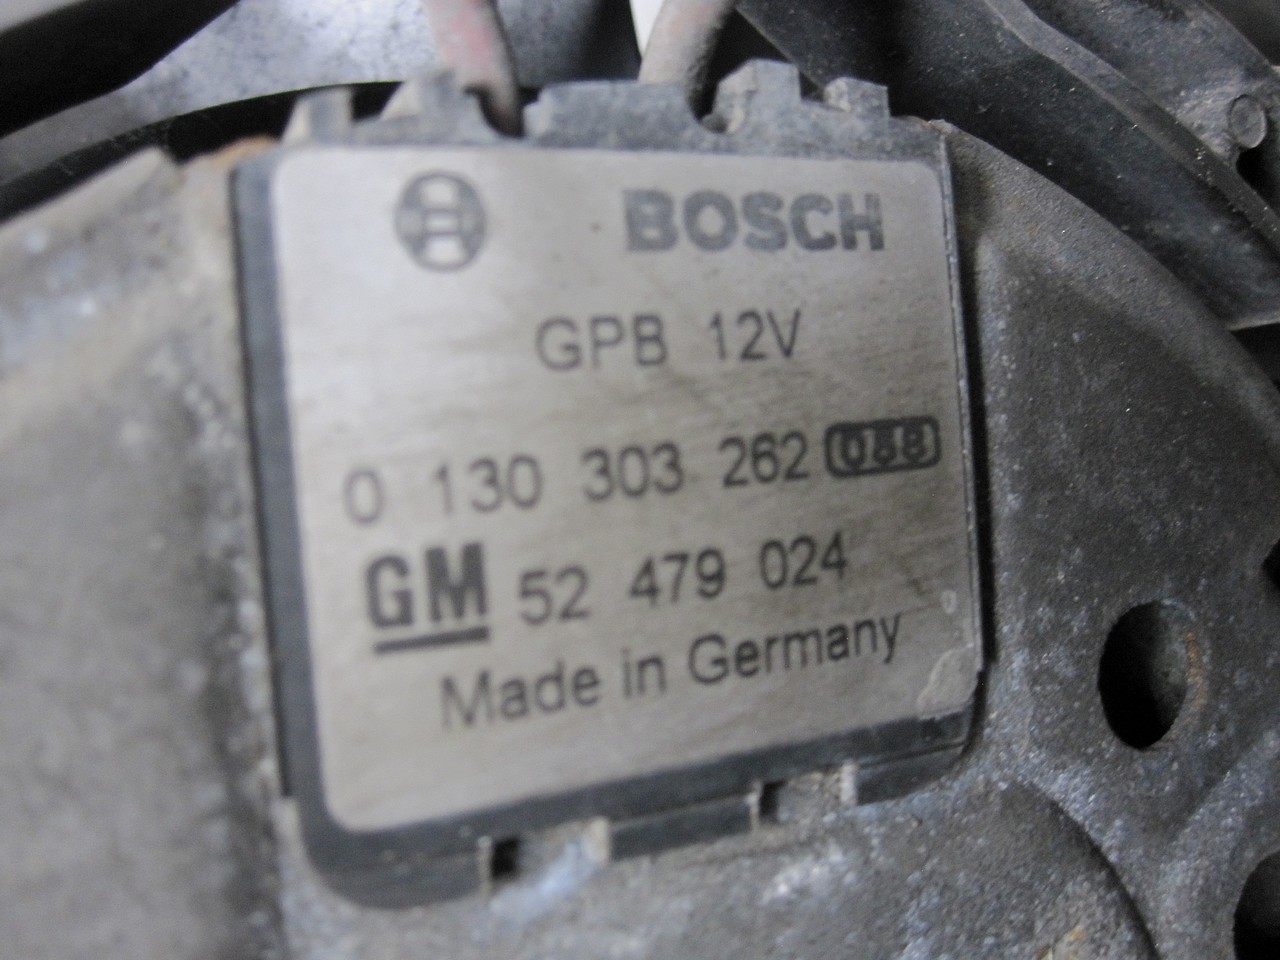 BOSCH
GPB 12V
0 130 303 262 088
GM 52 479 024
Made in Germany